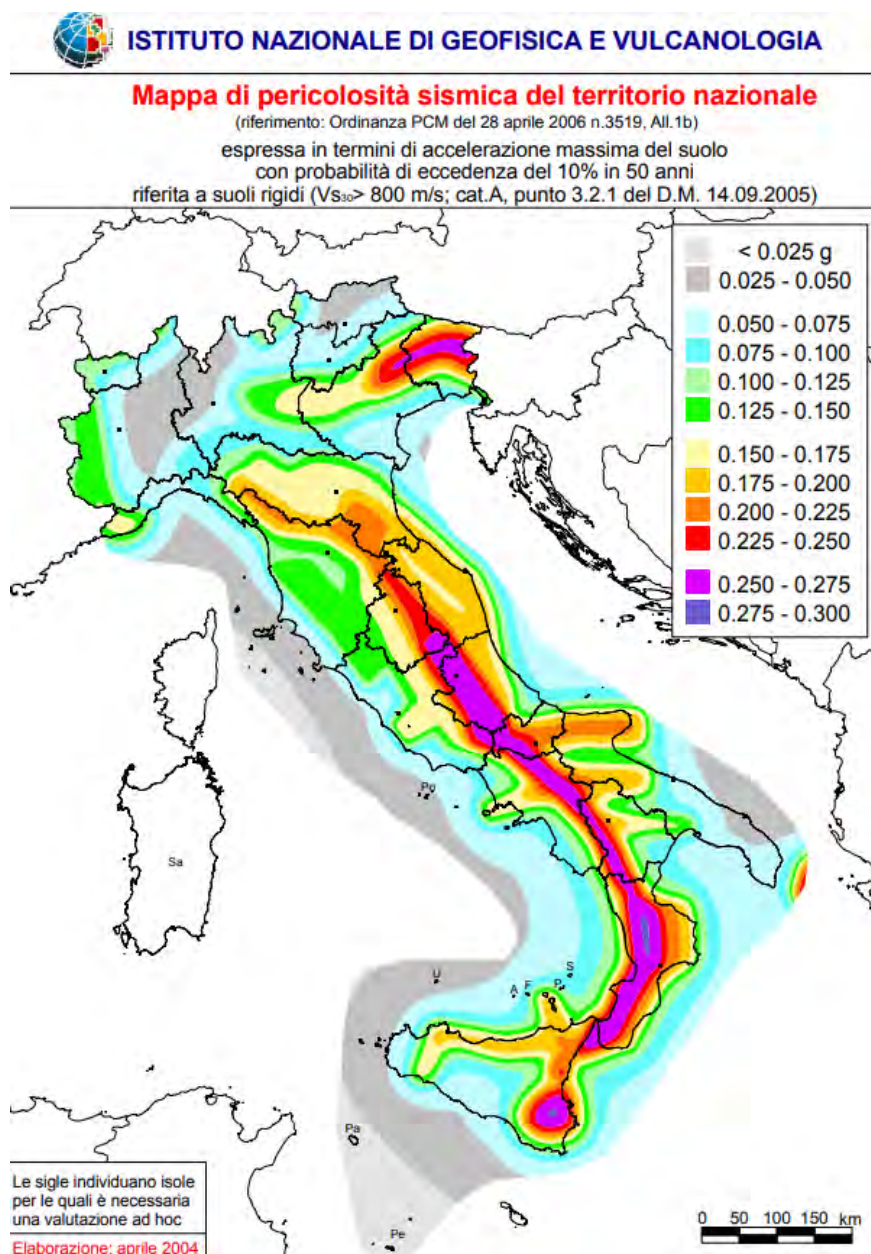 ISTITUTO NAZIONALE DI GEOFISICA E VULCANOLOGIA
Mappa di pericolosità sismica del territorio nazionale
(riferimento: Ordinanza PCM del 28 aprile 2006 n.3519, All.1b)
espressa in termini di accelerazione massima del suolo
con probabilità di eccedenza del 10% in 50 anni
riferita a suoli rigidi (Vs30> 800 m/s; cat.A, punto 3.2.1 del D.M. 14.09.2005)
< 0.025 g
0.025 - 0.050
0.050 - 0.075
0.075 - 0.100
0.100 - 0.125
0.125 - 0.150
0.150 - 0.175
0.175 - 0.200
0.200 - 0.225
0.225 - 0.250
0.250 - 0.275
0.275 - 0.300
Po
Sa
U
A
F
P
S
Pa
Pe
Le sigle individuano isole
per le quali è necessaria
una valutazione ad hoc
Elaborazione: aprile 2004
0 50 100 150 km